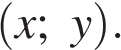 (x; y).